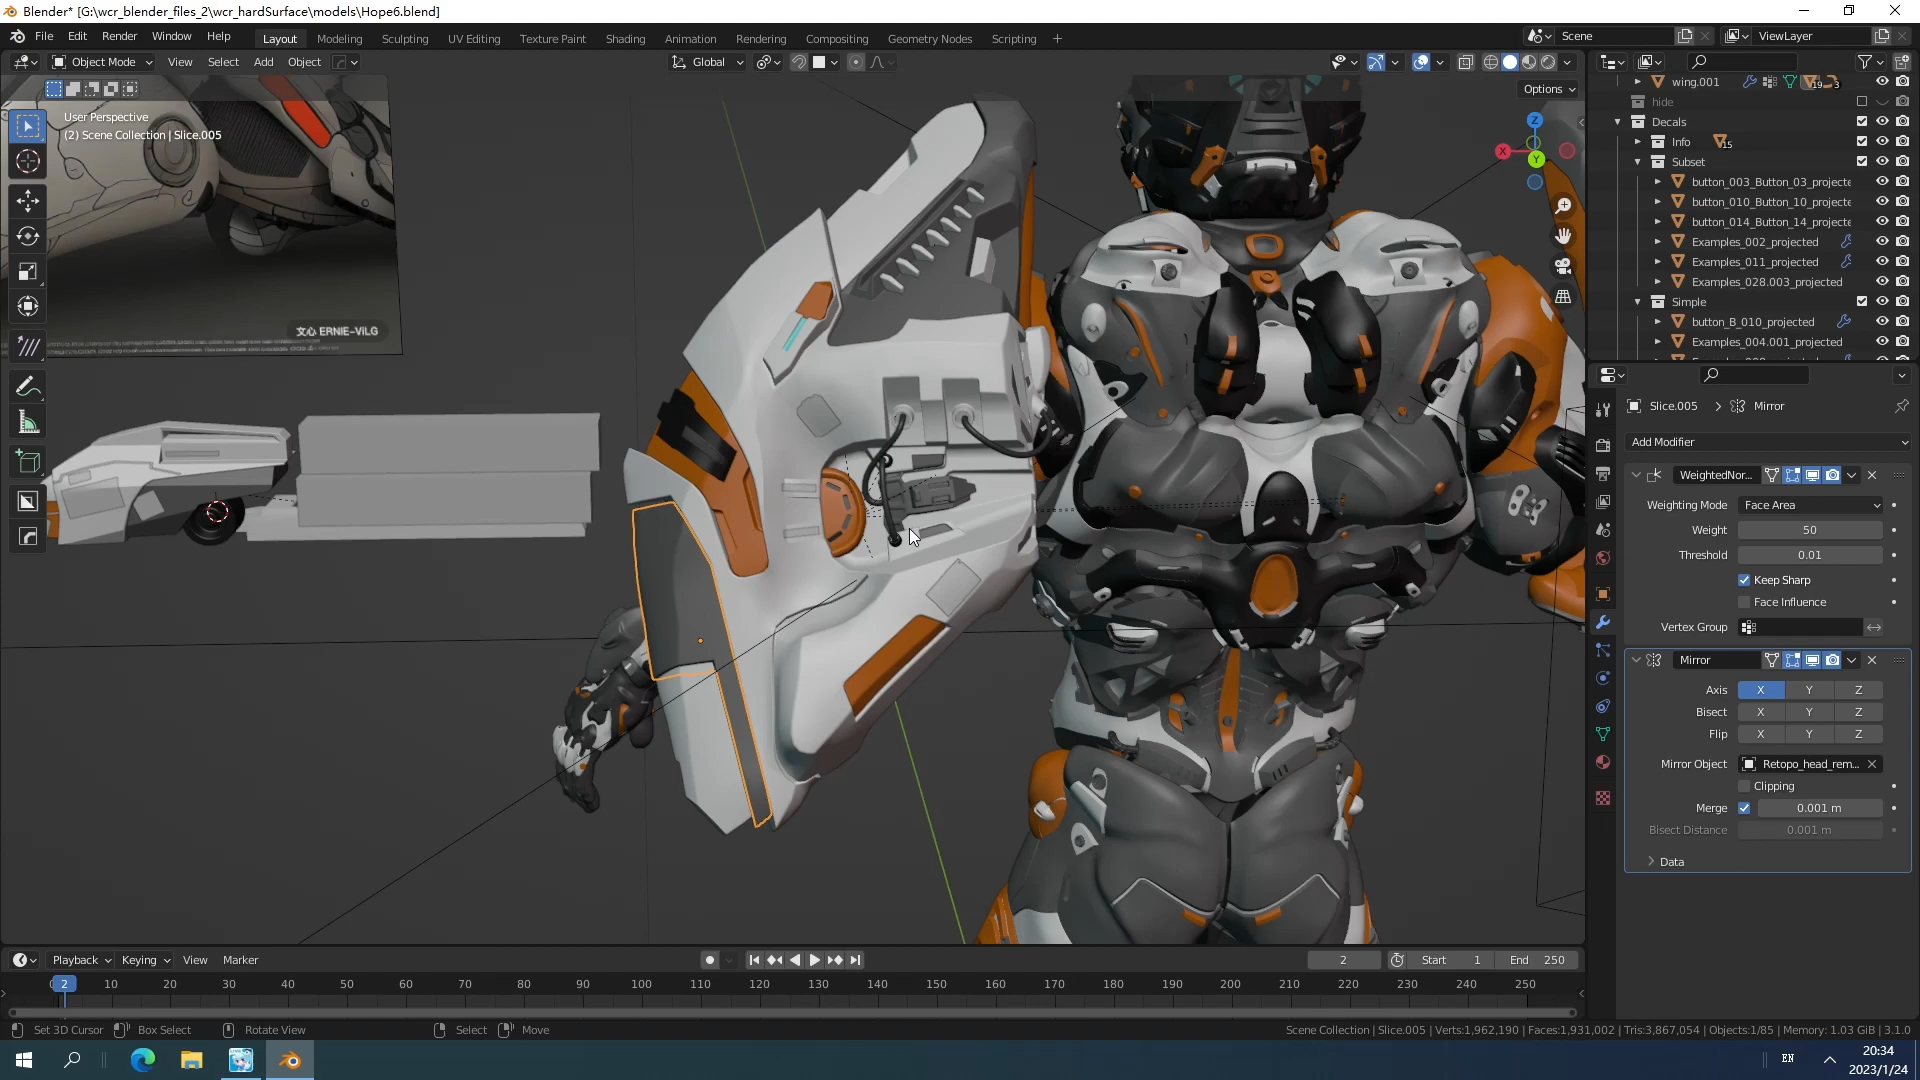 Blender* [G:\wcr_blender_files_2\wcr_hardSurface\models\Hope6.blend]
File Edit Render Window Help Layout Modeling Sculpting UV Editing Texture Paint Shading Animation Rendering Compositing Geometry Nodes Scripting + Scene ViewLayer
Object Mode View Select Add Object Global
Options
User Perspective
(2) Scene Collection | Slice.005
文心 ERNIE-ViLG
X
Y
Z
wing.001 19 3
hide
Decals
Info 15
Subset
button_003_Button_03_projecte
button_010_Button_10_projecte
button_014_Button_14_projecte
Examples_002_projected
Examples_011_projected
Examples_028.003_projected
Simple
button_B_010_projected
Examples_004.001_projected
Slice.005 > Mirror
Add Modifier
WeightedNor...
Weighting Mode Face Area
Weight 50
Threshold 0.01
Keep Sharp
Face Influence
Vertex Group
Mirror
Axis X Y Z
Bisect X Y Z
Flip X Y Z
Mirror Object Retopo_head_rem...
Clipping
Merge 0.001 m
Bisect Distance 0.001 m
Data
Playback Keying View Marker 2 Start 1 End 250
2 10 20 30 40 50 60 70 80 90 100 110 120 130 140 150 160 170 180 190 200 210 220 230 240 250
Set 3D Cursor Box Select Rotate View Select Move
Scene Collection | Slice.005 | Verts:1,962,190 | Faces:1,931,002 | Tris:3,867,054 | Objects:1/85 | Memory: 1.03 GiB | 3.1.0
EN
20:34
2023/1/24